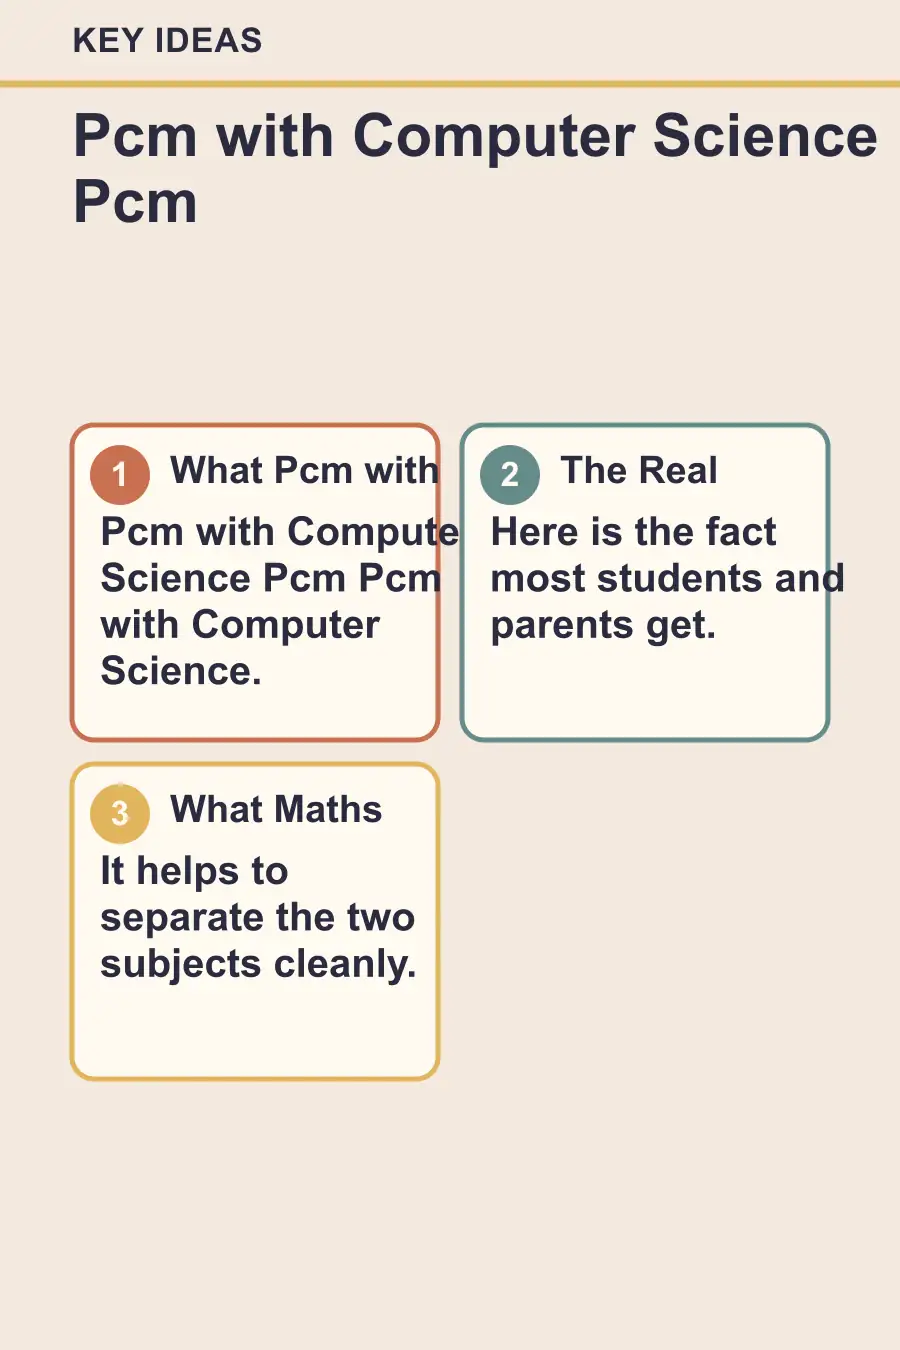 KEY IDEAS
Pcm with Computer Science
Pcm
1
What Pcm with
Pcm with Compute
Science Pcm Pcm
with Computer
Science.
2
The Real
Here is the fact
most students and
parents get.
3
What Maths
It helps to
separate the two
subjects cleanly.